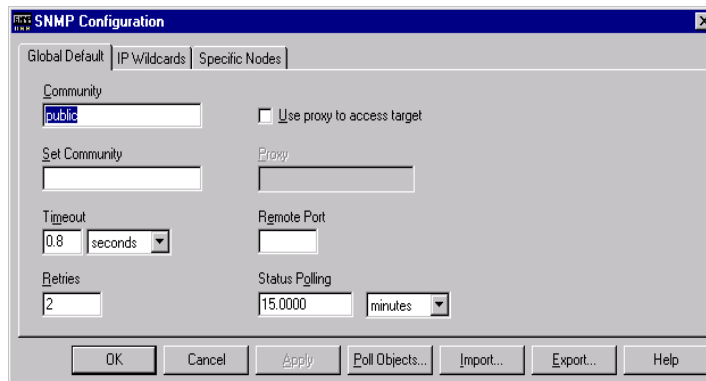 SNMP Configuration
Global Default IP Wildcards Specific Nodes
Community
public Use proxy to access target
Set Community Proxy
Timeout Remote Port
0.8 seconds
Retries Status Polling
2 15.0000 minutes
OK Cancel Apply Poll Objects... Import... Export... Help